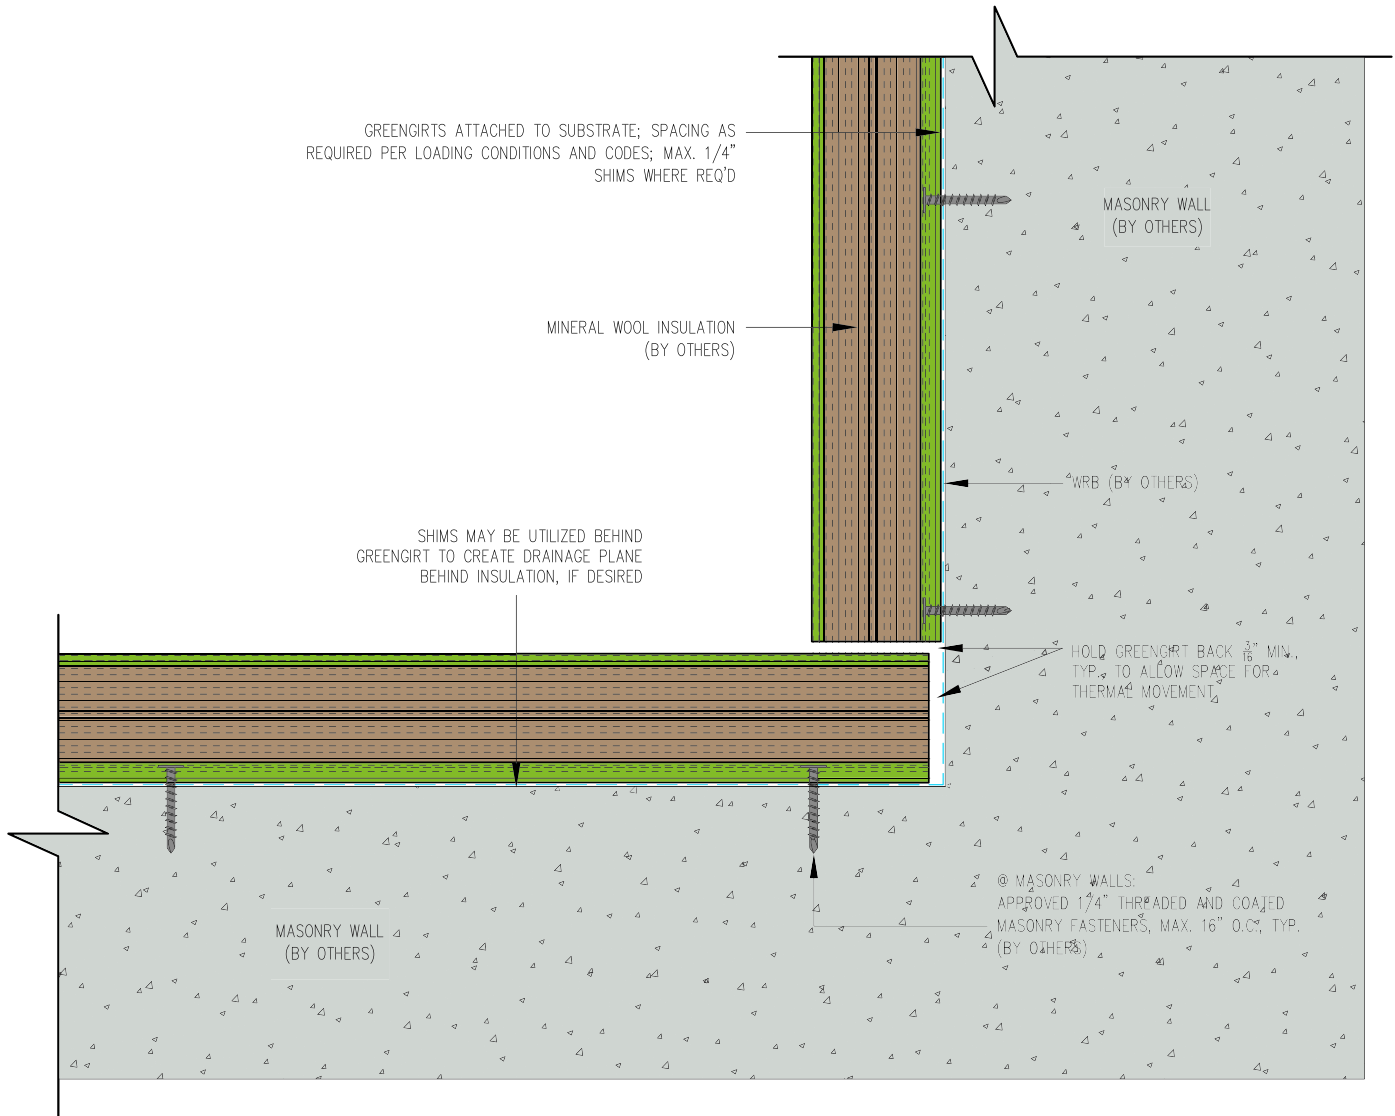 GREENGIRTS ATTACHED TO SUBSTRATE; SPACING AS
REQUIRED PER LOADING CONDITIONS AND CODES; MAX. 1/4"
SHIMS WHERE REQ'D
MASONRY WALL
(BY OTHERS)
MINERAL WOOL INSULATION
(BY OTHERS)
WRB (BY OTHERS)
SHIMS MAY BE UTILIZED BEHIND
GREENGIRT TO CREATE DRAINAGE PLANE
BEHIND INSULATION, IF DESIRED
HOLD GREENGIRT BACK 3/16" MIN.,
TYP., TO ALLOW SPACE FOR
THERMAL MOVEMENT
@ MASONRY WALLS:
APPROVED 1/4" THREADED AND COATED
MASONRY FASTENERS, MAX. 16" O.C., TYP.
(BY OTHERS)
MASONRY WALL
(BY OTHERS)